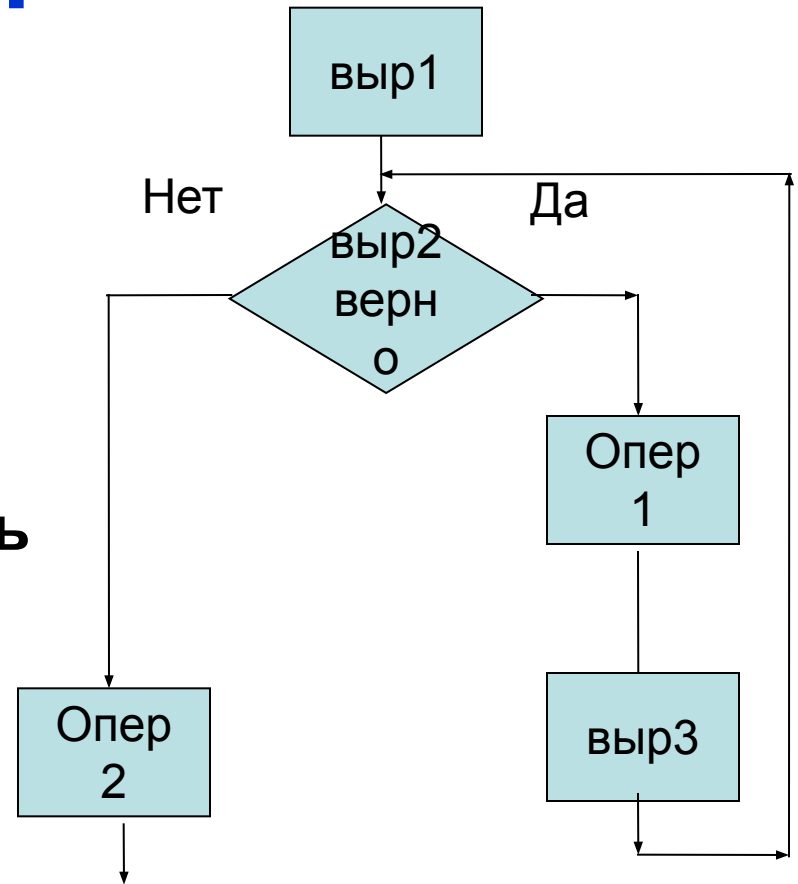 выр1
Нет
Да
выр2
верн
о
Опер
1
ь
Опер
2
выр3